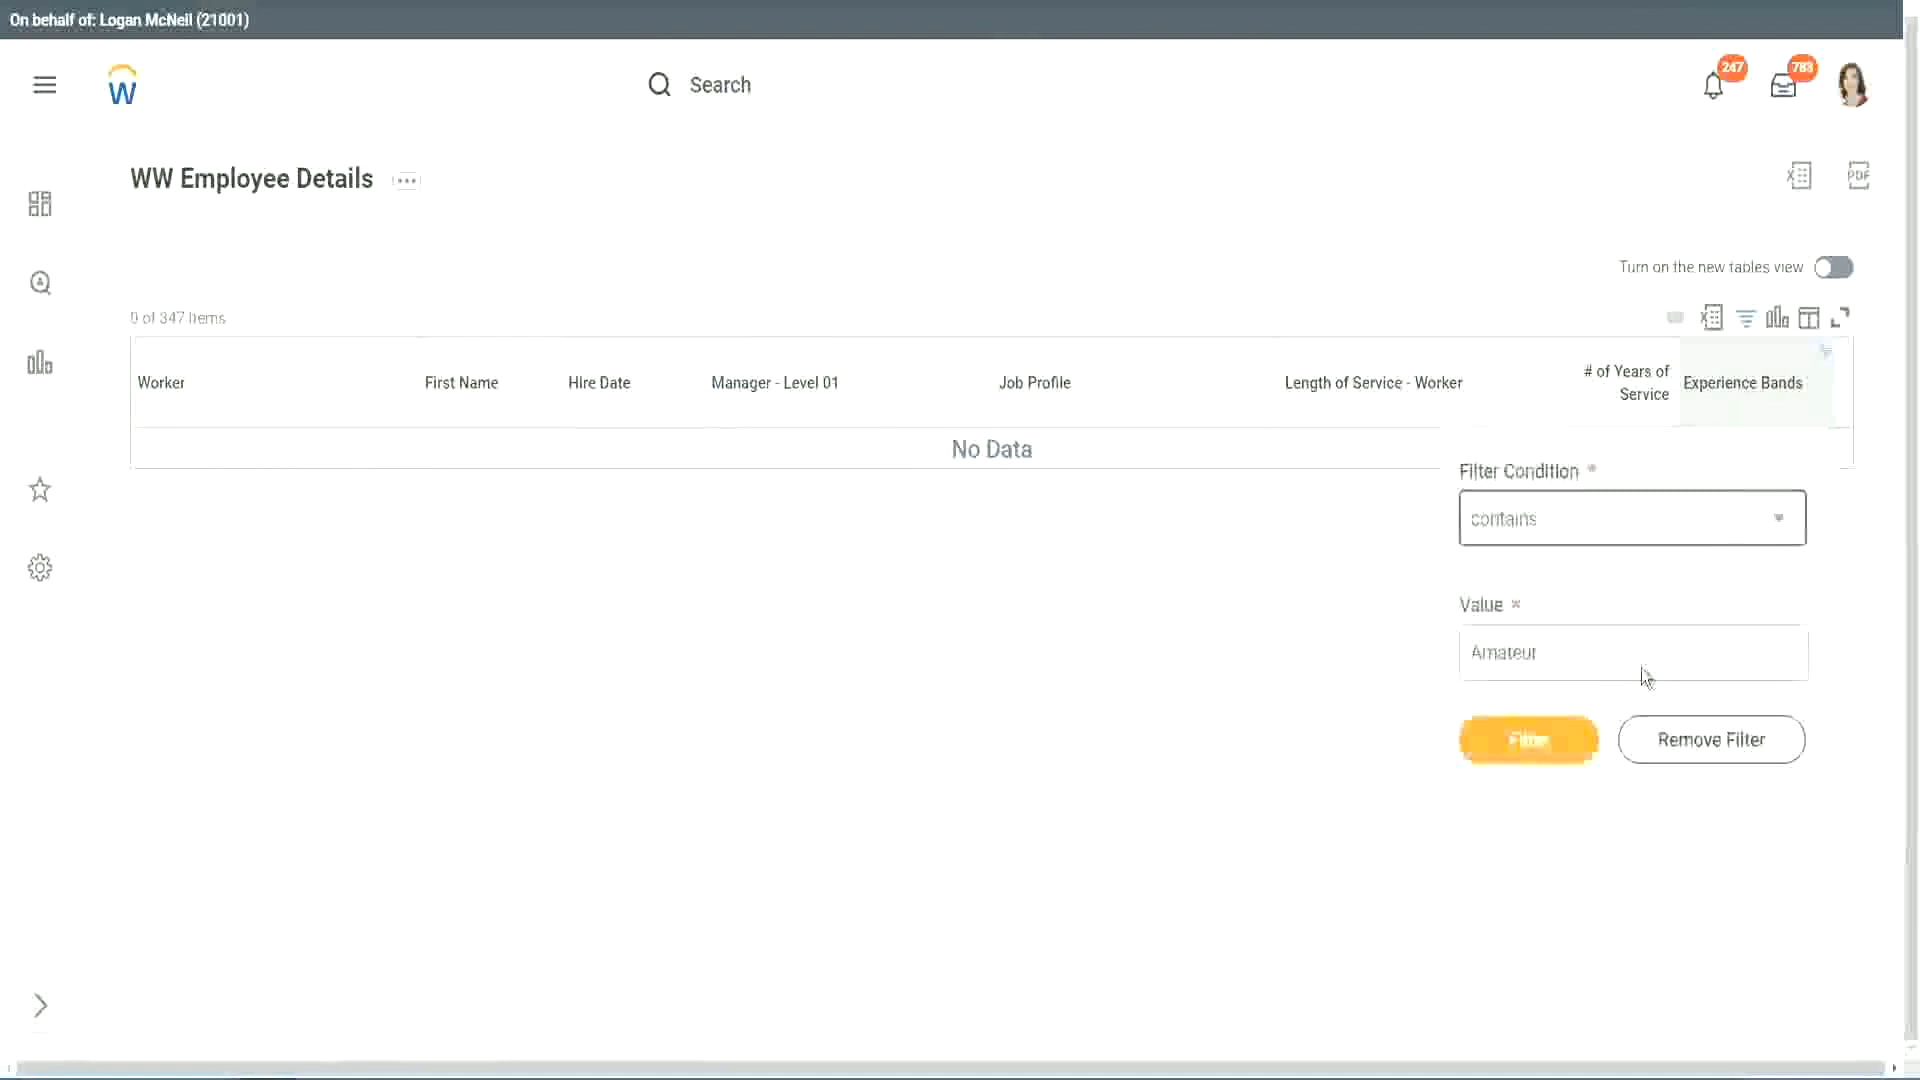 On behalf of: Logan McNeil (21001)
W
Search
247
783
WW Employee Details
X
PDF
Turn on the new tables view
0 of 347 items
X
Worker
First Name
Hire Date
Manager - Level 01
Job Profile
Length of Service - Worker
# of Years of
Service
Experience Bands
No Data
Filter Condition *
contains
Value *
Amateur
Filter
Remove Filter